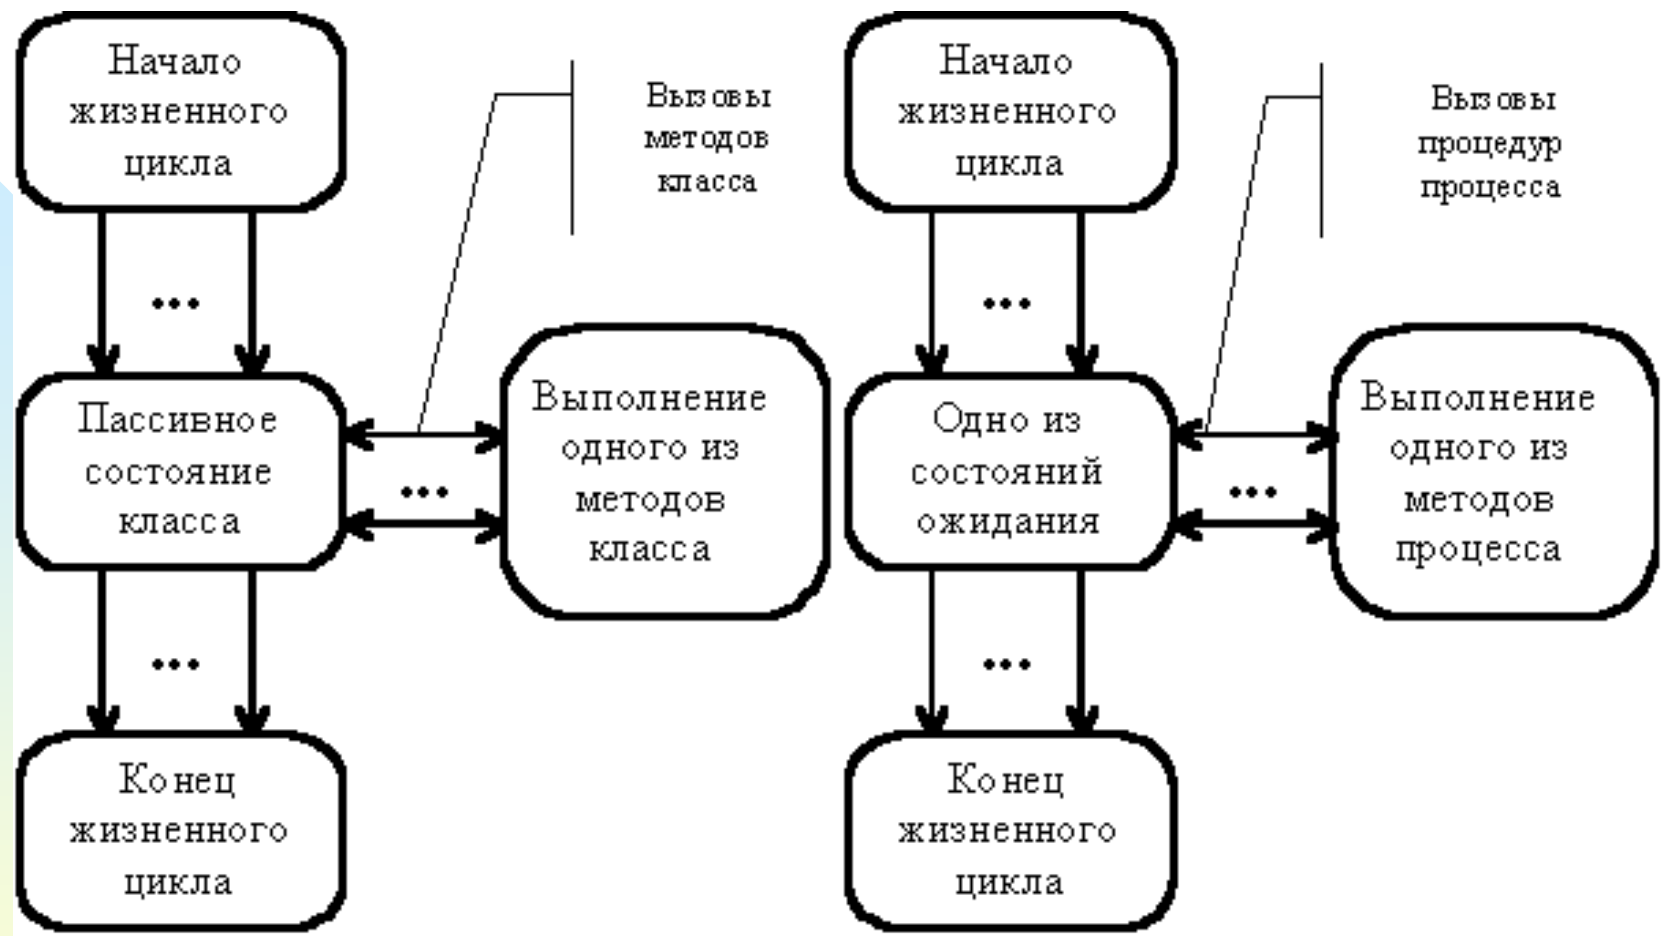 Начало
жизненного
цикла
Вызовы
методов
класса
Пассивное
состояние
класса
Выполнение
одного из
методов
класса
Конец
жизненного
цикла
Начало
жизненного
цикла
Вызовы
процедур
процесса
Одно из
состояний
ожидания
Выполнение
одного из
методов
процесса
Конец
жизненного
цикла